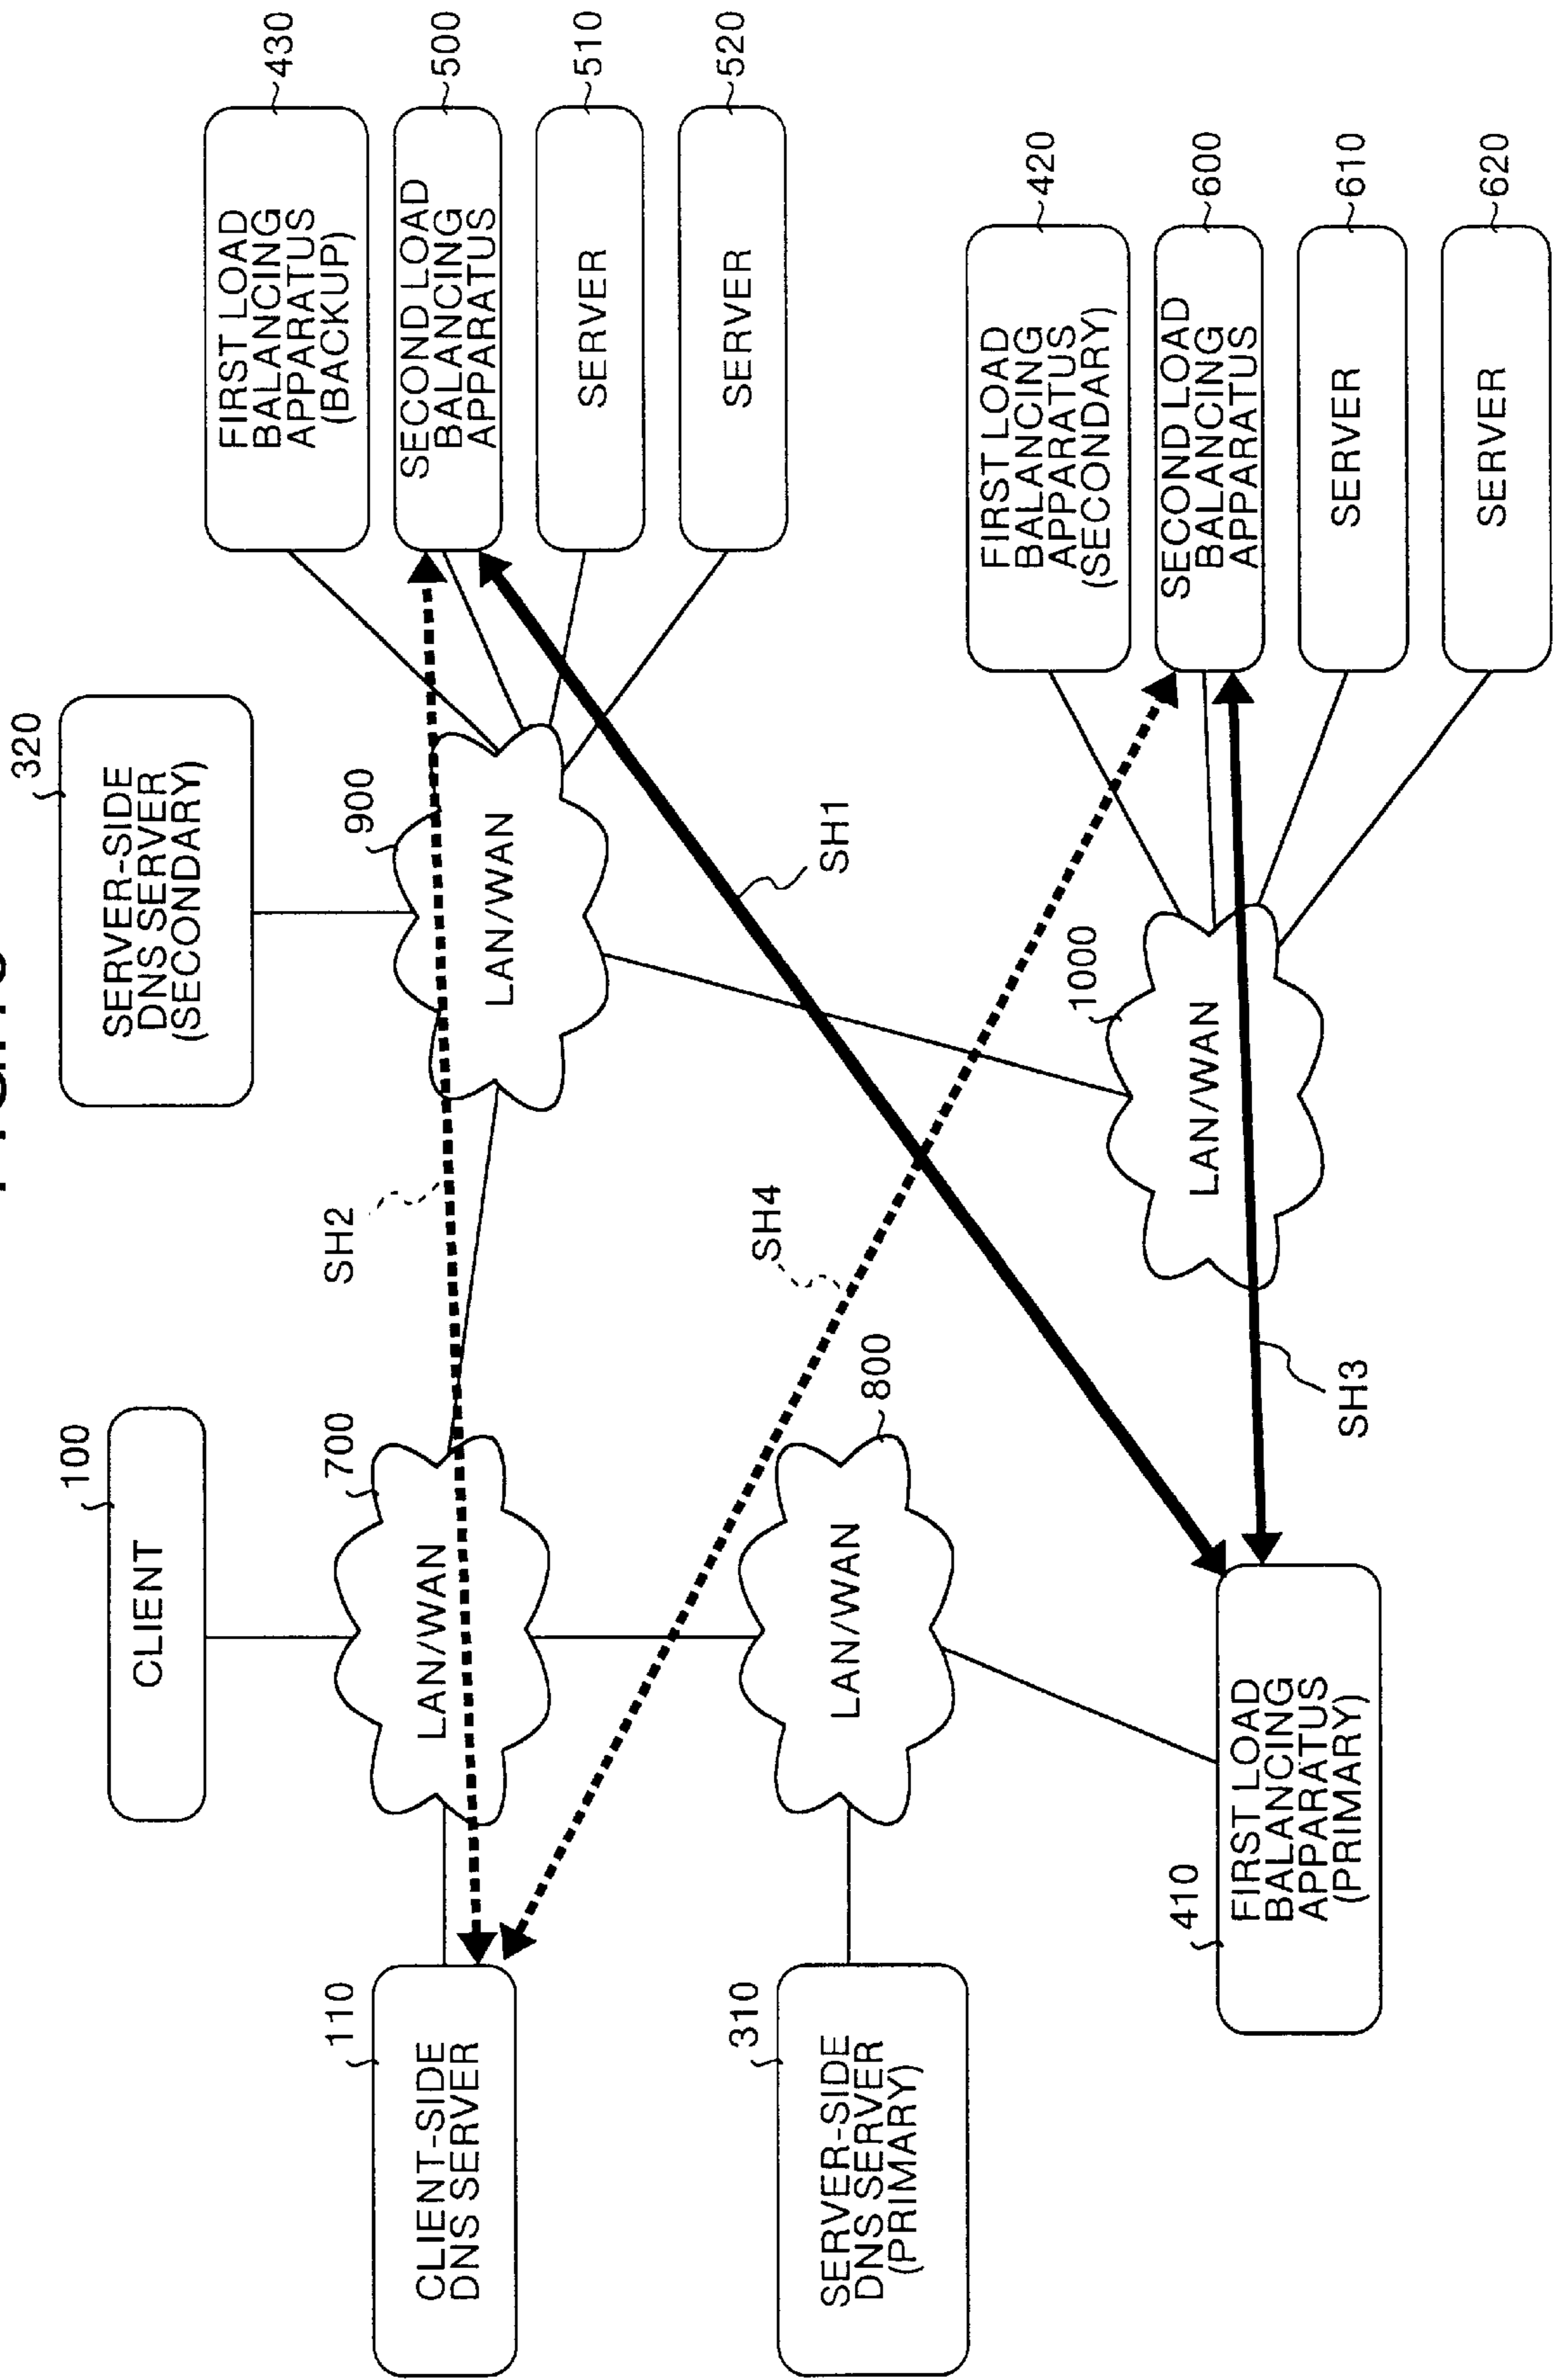 100
CLIENT
320
SERVER-SIDE
DNS SERVER
(SECONDARY)
430
FIRST LOAD
BALANCING
APPARATUS
(BACKUP)
500
SECOND LOAD
BALANCING
APPARATUS
510
SERVER
520
SERVER
110
CLIENT-SIDE
DNS SERVER
700
LAN/WAN
SH2
900
LAN/WAN
310
SERVER-SIDE
DNS SERVER
(PRIMARY)
800
LAN/WAN
SH4
SH1
420
FIRST LOAD
BALANCING
APPARATUS
(SECONDARY)
600
SECOND LOAD
BALANCING
APPARATUS
610
SERVER
620
SERVER
1000
LAN/WAN
410
FIRST LOAD
BALANCING
APPARATUS
(PRIMARY)
SH3